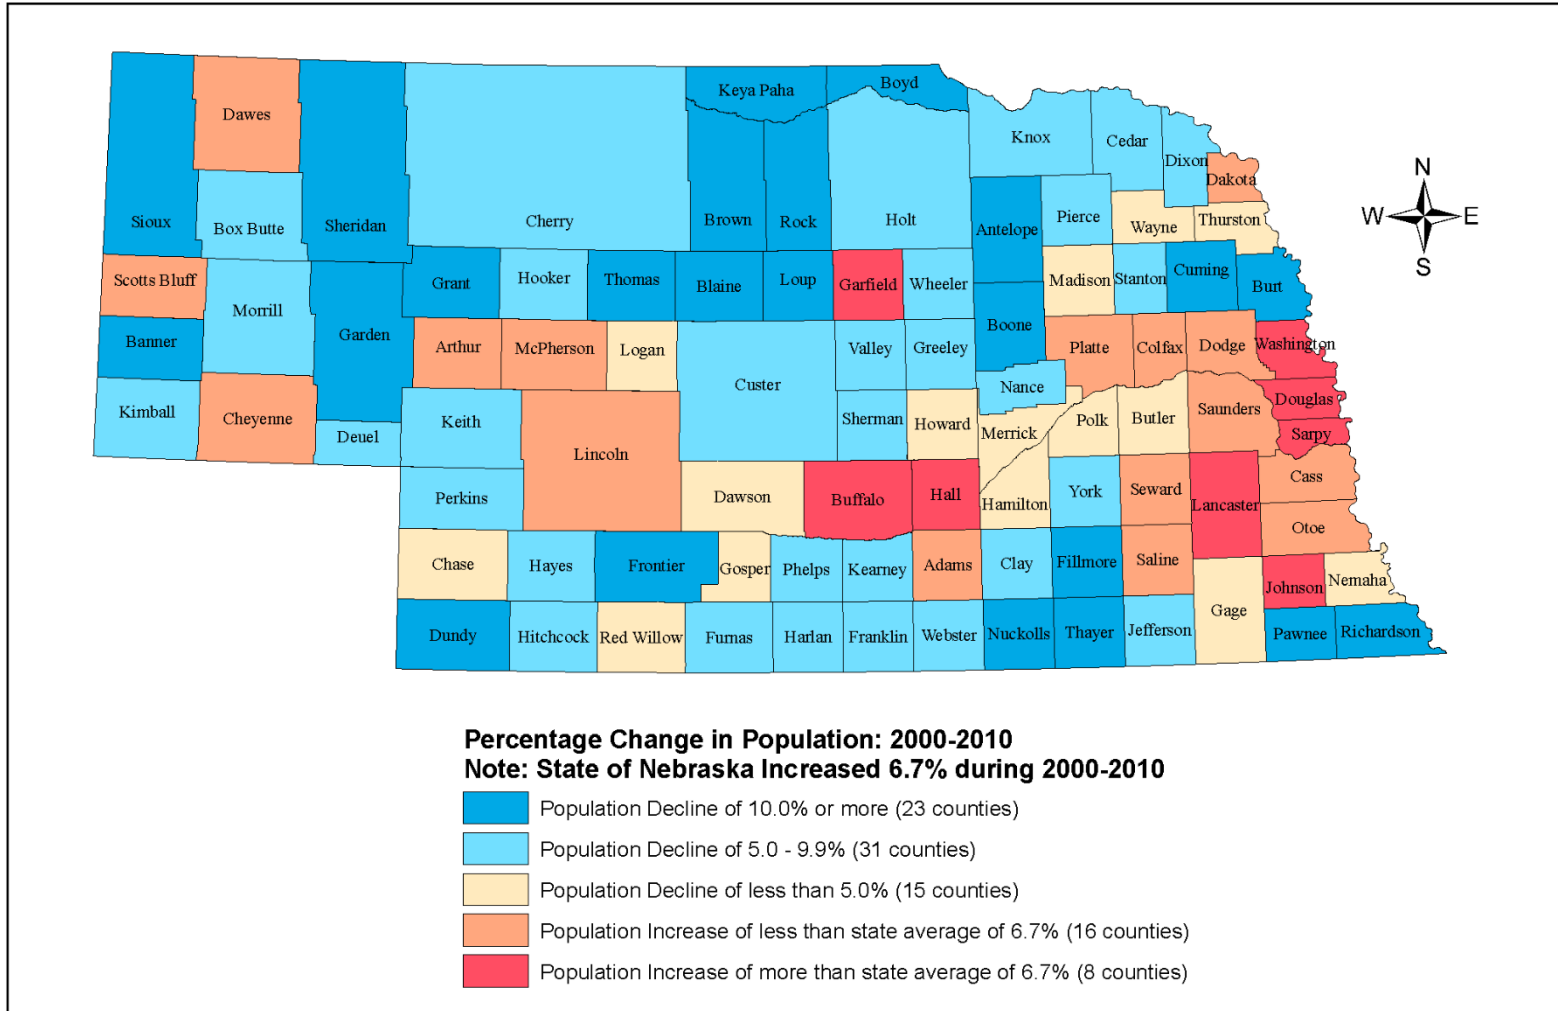 Keya Paha
Boyd
Dawes
Knox
Cedar
Dixon
Dakota
N
W
E
S
Sioux
Box Butte
Sheridan
Cherry
Brown
Rock
Holt
Antelope
Pierce
Wayne
Thurston
Scotts Bluff
Morrill
Garden
Grant
Hooker
Thomas
Blaine
Loup
Garfield
Wheeler
Madison
Stanton
Cuming
Burt
Banner
Arthur
McPherson
Logan
Custer
Valley
Greeley
Boone
Platte
Colfax
Dodge
Washington
Kimball
Cheyenne
Deuel
Keith
Lincoln
Sherman
Howard
Nance
Merrick
Polk
Butler
Saunders
Douglas
Sarpy
Perkins
Dawson
Buffalo
Hall
Hamilton
York
Seward
Lancaster
Cass
Otoe
Chase
Hayes
Frontier
Gosper
Phelps
Kearney
Adams
Clay
Fillmore
Saline
Gage
Johnson
Nemaha
Dundy
Hitchcock
Red Willow
Furnas
Harlan
Franklin
Webster
Nuckolls
Thayer
Jefferson
Pawnee
Richardson
Percentage Change in Population: 2000-2010
Note: State of Nebraska Increased 6.7% during 2000-2010
Population Decline of 10.0% or more (23 counties)
Population Decline of 5.0 - 9.9% (31 counties)
Population Decline of less than 5.0% (15 counties)
Population Increase of less than state average of 6.7% (16 counties)
Population Increase of more than state average of 6.7% (8 counties)